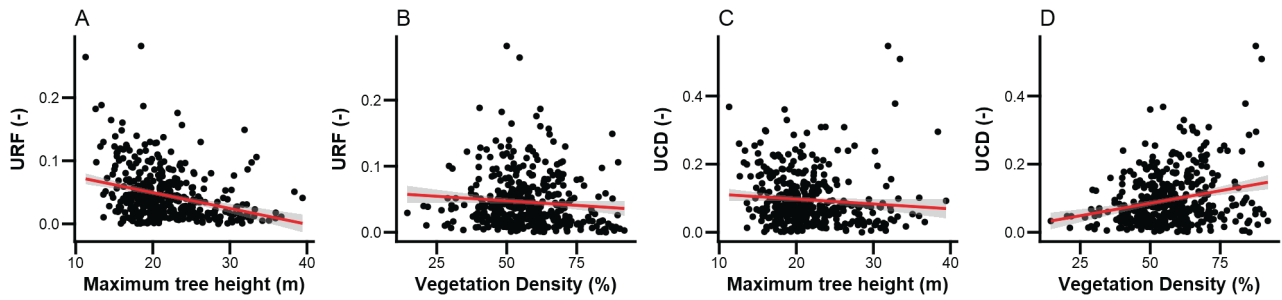 A
URF (-)
0.2
0.1
0.0
10 20 30 40
Maximum tree height (m)
B
URF (-)
0.2
0.1
0.0
25 50 75
Vegetation Density (%)
C
UCD (-)
0.4
0.2
0.0
10 20 30 40
Maximum tree height (m)
D
UCD (-)
0.4
0.2
0.0
25 50 75
Vegetation Density (%)